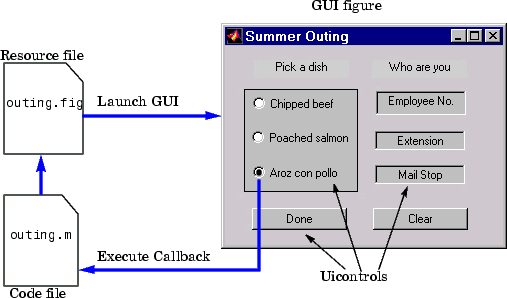 GUI figure
Resource file
outing.fig
Launch GUI
Summer Outing
Pick a dish
Who are you
Chipped beef
Employee No.
Poached salmon
Extension
Aroz con pollo
Mail Stop
Done
Clear
outing.m
Execute Callback
Uicontrols
Code file